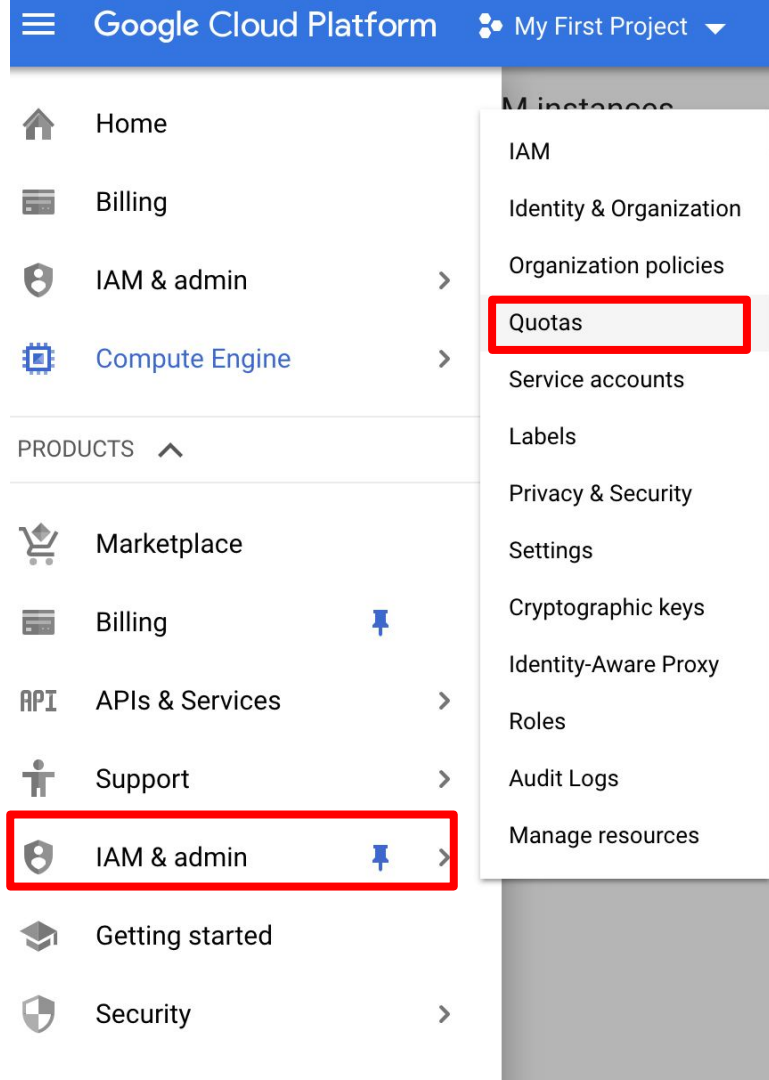 Google Cloud Platform My First Project
Home
Billing
IAM & admin
Compute Engine
PRODUCTS
Marketplace
Billing
API APIs & Services
Support
IAM & admin
Getting started
Security
M instances
IAM
Identity & Organization
Organization policies
Quotas
Service accounts
Labels
Privacy & Security
Settings
Cryptographic keys
Identity-Aware Proxy
Roles
Audit Logs
Manage resources